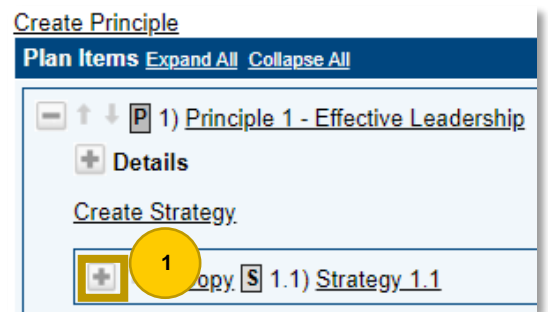 Create Principle
Plan Items Expand All Collapse All
P 1) Principle 1 - Effective Leadership
Details
Create Strategy
1
S 1.1) Strategy 1.1